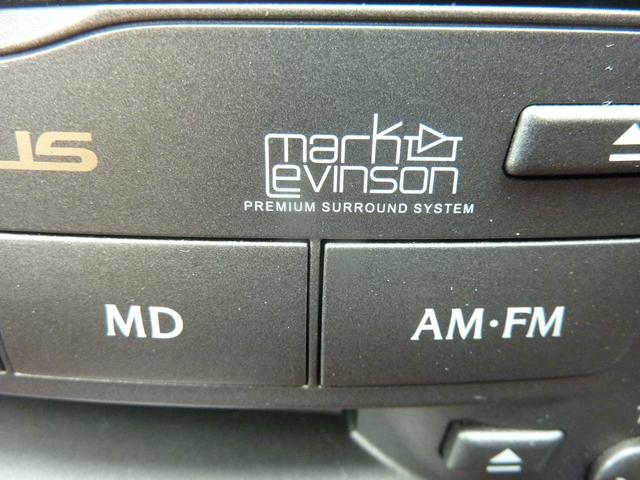 mark
Levinson
PREMIUM SURROUND SYSTEM
MD
AM·FM